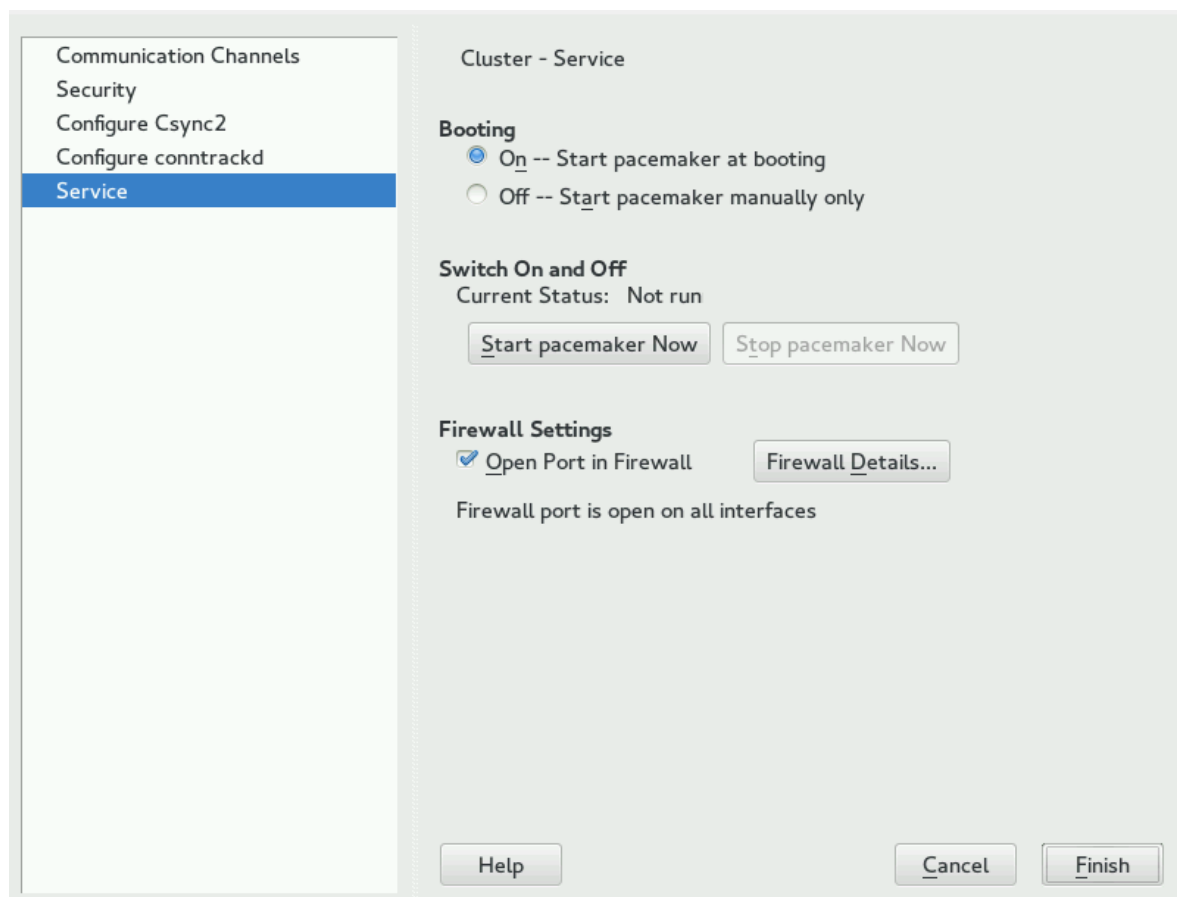 Communication Channels
Security
Configure Csync2
Configure conntrackd
Service
Cluster - Service
Booting
On -- Start pacemaker at booting
Off -- Start pacemaker manually only
Switch On and Off
Current Status: Not run
Start pacemaker Now
Stop pacemaker Now
Firewall Settings
Open Port in Firewall
Firewall Details...
Firewall port is open on all interfaces
Help
Cancel
Finish